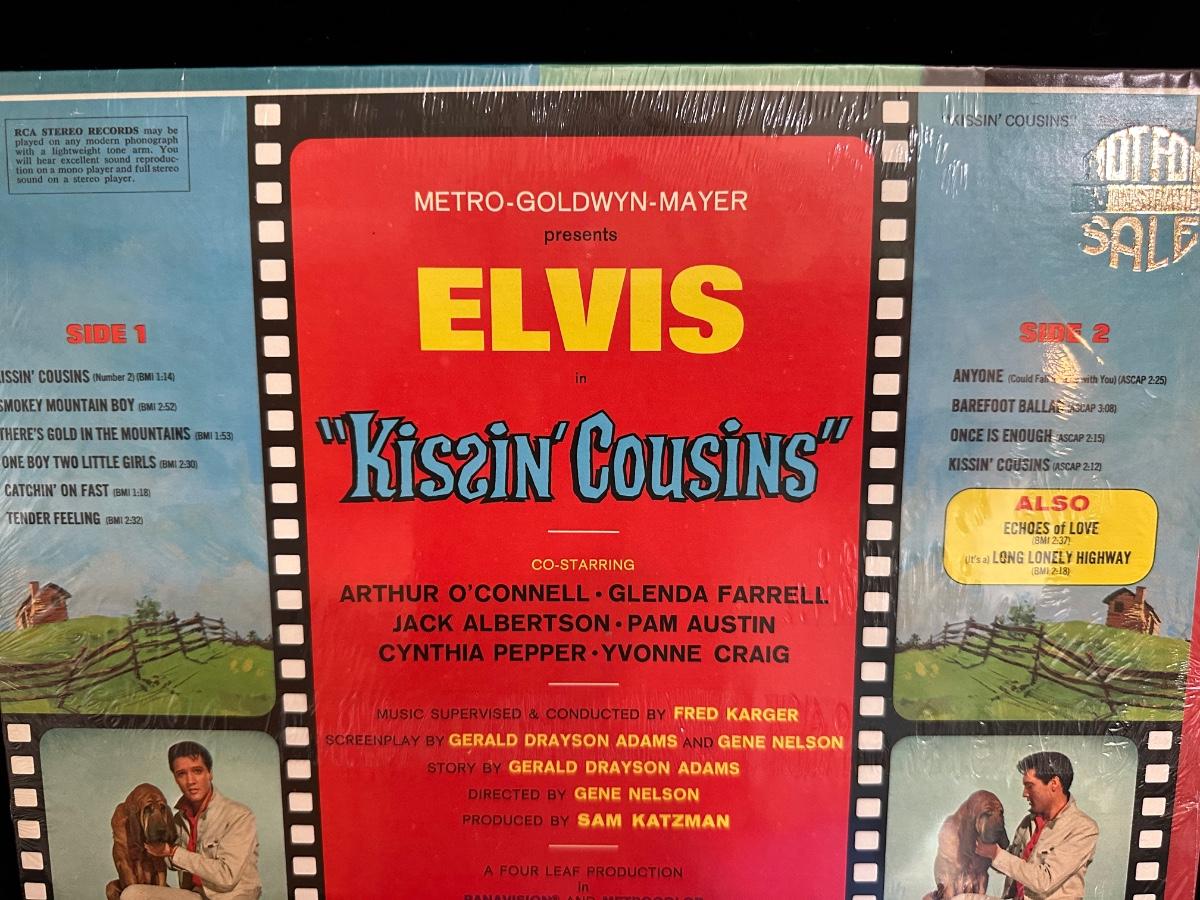 RCA STEREO RECORDS may be
played on any modern phonograph
with a lightweight tone arm. You
will hear excellent sound reproduc-
tion on a mono player and full stereo
sound on a stereo player.
SIDE 1
ISSIN' COUSINS (Number 2) (BMI 1:14)
SMOKEY MOUNTAIN BOY (BMI 2:52)
THERE'S GOLD IN THE MOUNTAINS (BMI 1:53)
ONE BOY TWO LITTLE GIRLS (BMI 2:30)
CATCHIN' ON FAST (BMI 1:18)
TENDER FEELING (BMI 2:32)
METRO-GOLDWYN-MAYER
presents
ELVIS
in
"Kissin' Cousins"
CO-STARRING
ARTHUR O'CONNELL • GLENDA FARRELL
JACK ALBERTSON • PAM AUSTIN
CYNTHIA PEPPER • YVONNE CRAIG
MUSIC SUPERVISED & CONDUCTED BY FRED KARGER
SCREENPLAY BY GERALD DRAYSON ADAMS AND GENE NELSON
STORY BY GERALD DRAYSON ADAMS
DIRECTED BY GENE NELSON
PRODUCED BY SAM KATZMAN
A FOUR LEAF PRODUCTION
in
PANAVISION® AND METROCOLOR
"KISSIN' COUSINS"
SALE
SIDE 2
ANYONE (Could with You) (ASCAP 2:25)
BAREFOOT BALLAD (ASCAP 3:08)
ONCE IS ENOUGH (ASCAP 2:15)
KISSIN' COUSINS (ASCAP 2:12)
ALSO
ECHOES of LOVE
(BMI 2:37)
(It's a) LONG LONELY HIGHWAY
(BMI 2:18)